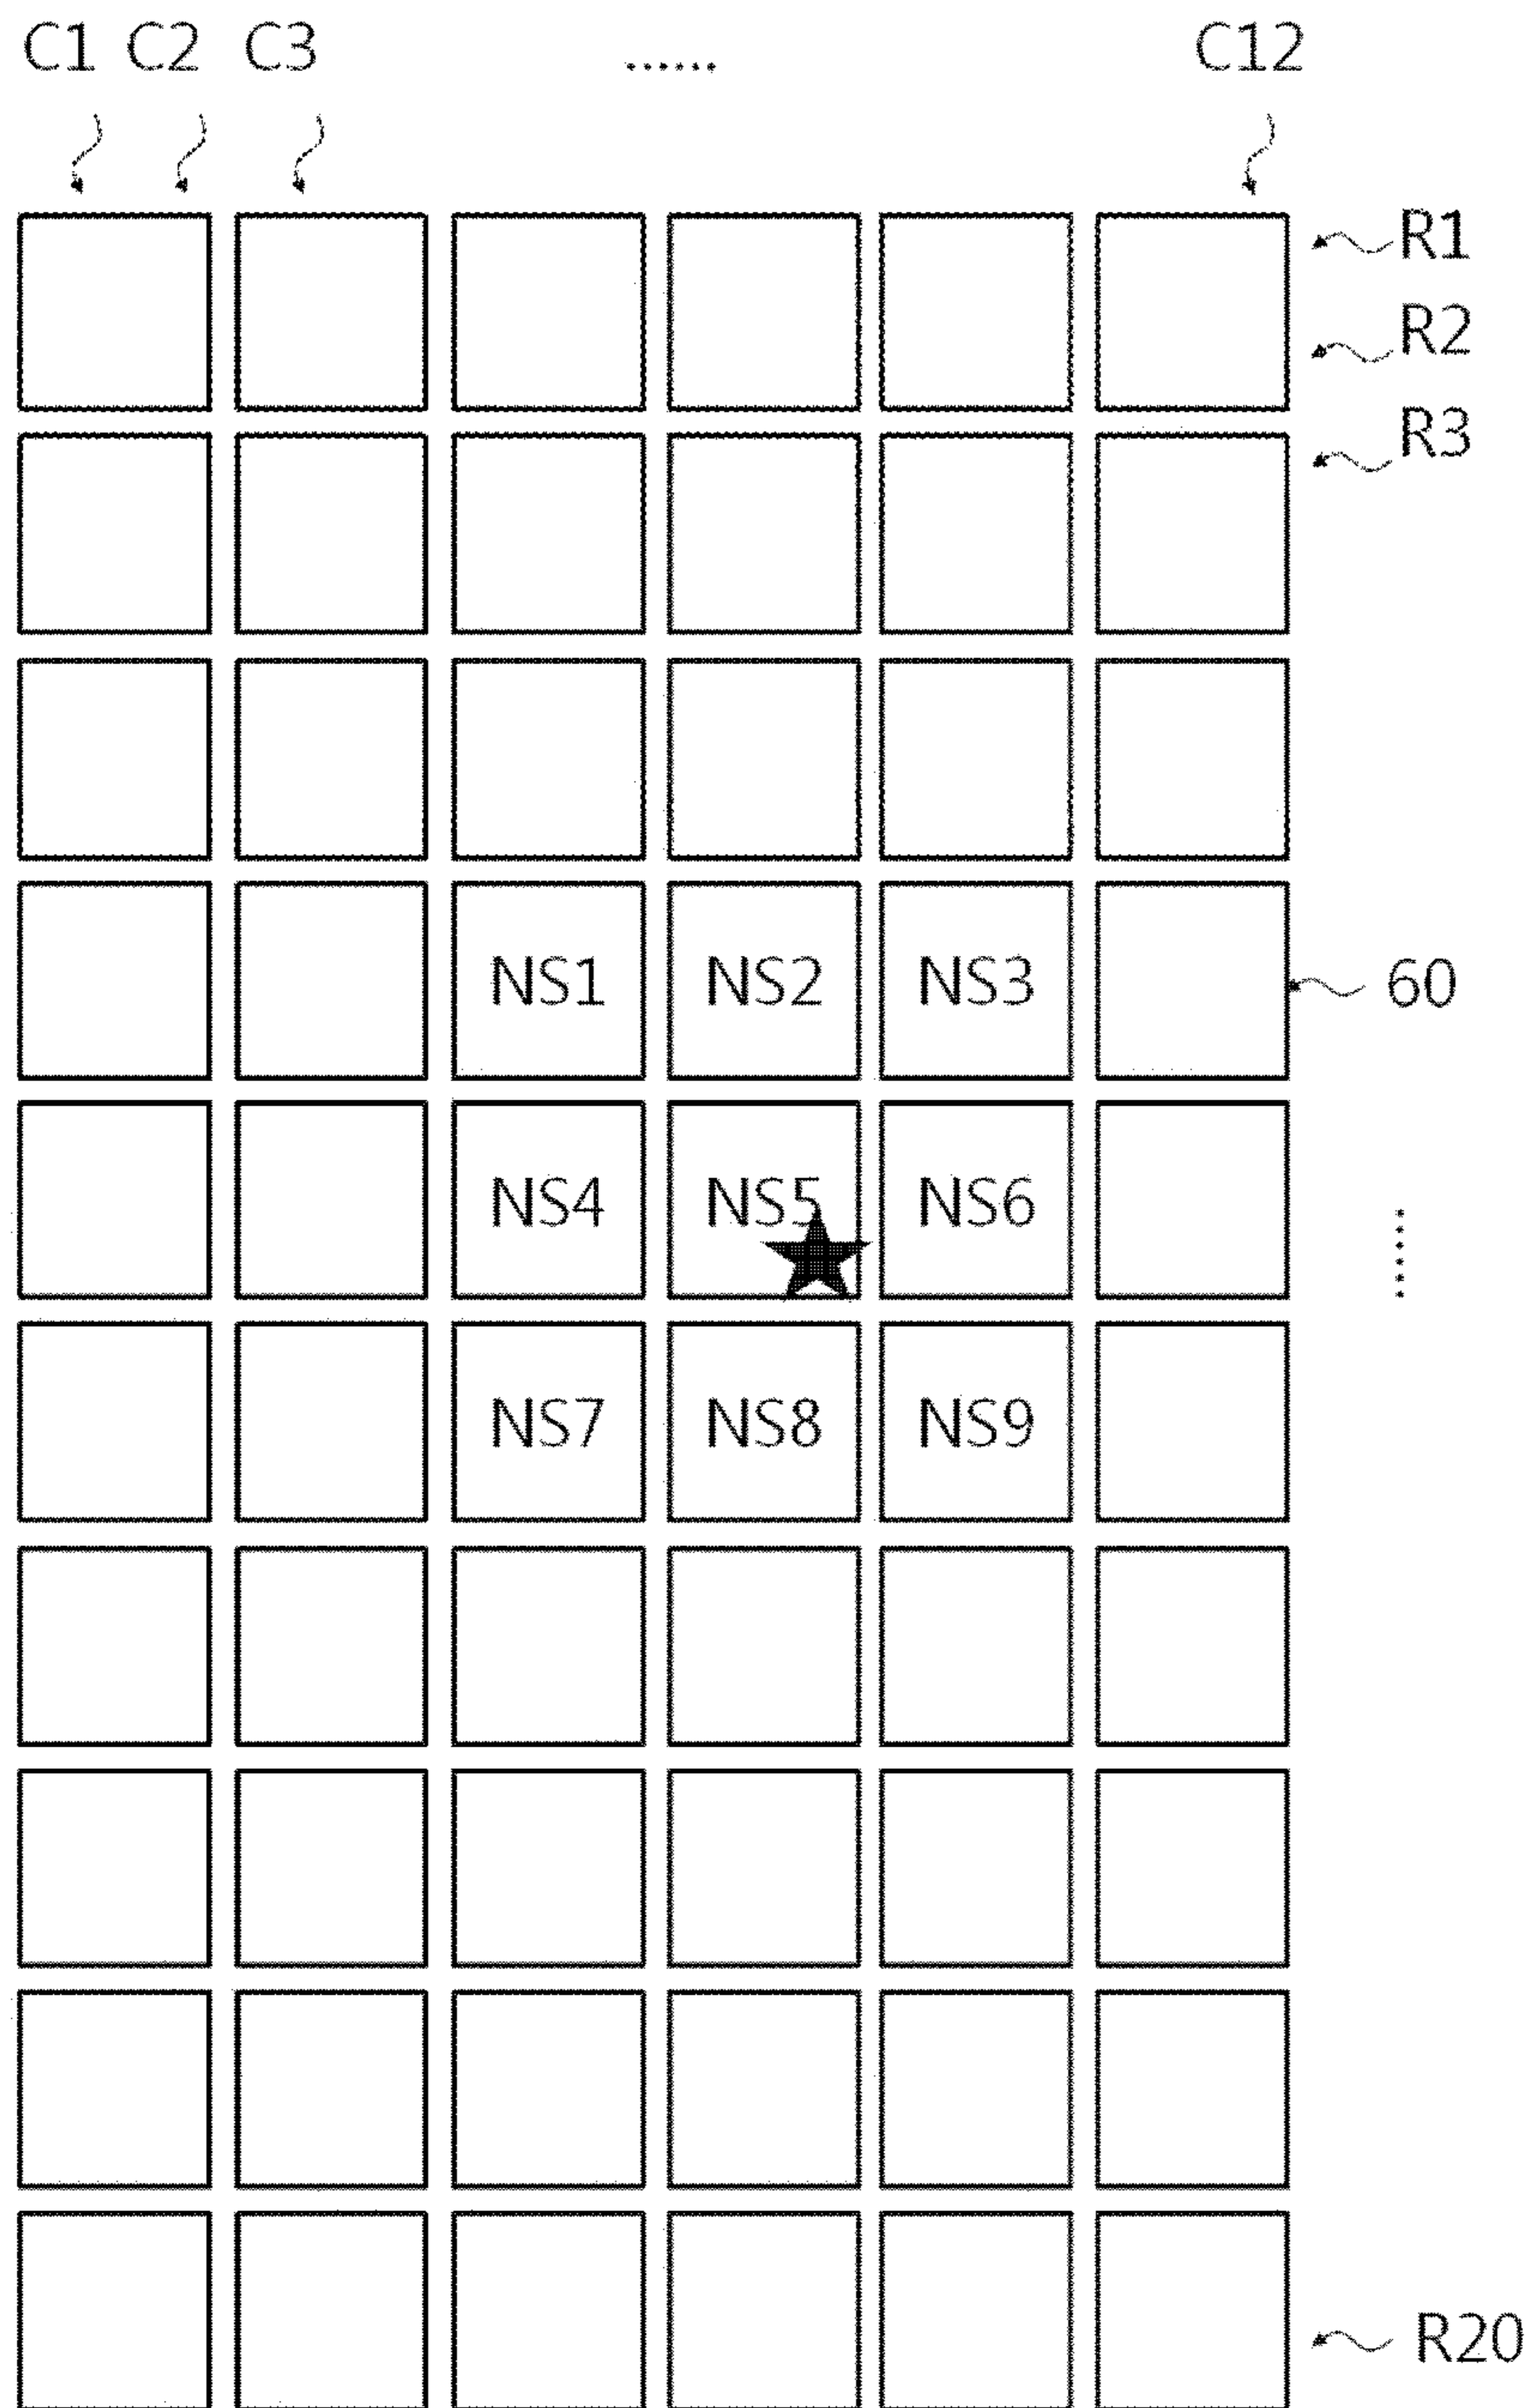 C1 C2 C3 ...... C12
R1
R2
R3
NS1 NS2 NS3 60
NS4 NS5 NS6
......
NS7 NS8 NS9
R20